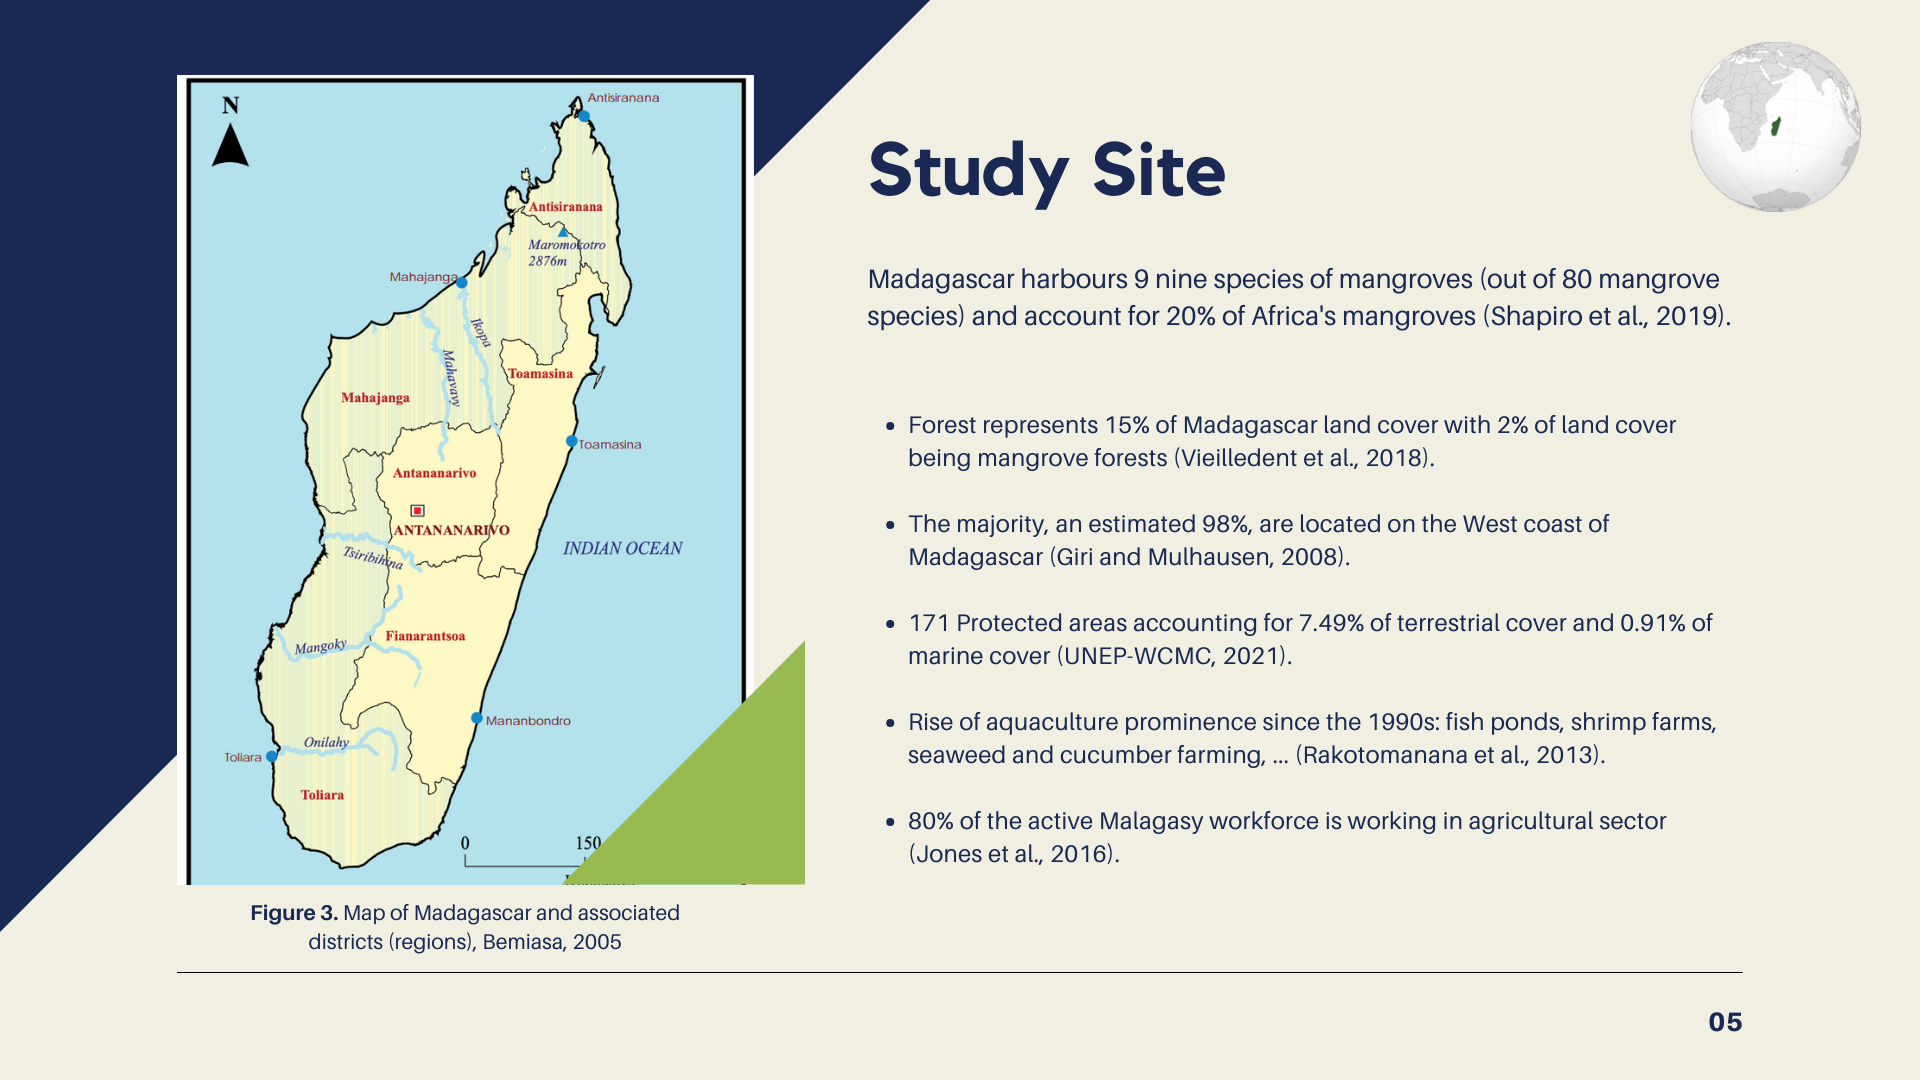 N
Antisiranana
Antisiranana
Maromokotro
2876m
Mahajanga
Ikopa
Mahavavy
Toamasina
Mahajanga
Toamasina
Antananarivo
ANTANANARIVO
INDIAN OCEAN
Tsiribihina
Fianarantsoa
Mangoky
Mananbondro
Onilahy
Toliara
Toliara
0 150
Figure 3. Map of Madagascar and associated
districts (regions), Bemiasa, 2005
Study Site
Madagascar harbours 9 nine species of mangroves (out of 80 mangrove
species) and account for 20% of Africa's mangroves (Shapiro et al., 2019).
• Forest represents 15% of Madagascar land cover with 2% of land cover
being mangrove forests (Vieilledent et al., 2018).
• The majority, an estimated 98%, are located on the West coast of
Madagascar (Giri and Mulhausen, 2008).
• 171 Protected areas accounting for 7.49% of terrestrial cover and 0.91% of
marine cover (UNEP-WCMC, 2021).
• Rise of aquaculture prominence since the 1990s: fish ponds, shrimp farms,
seaweed and cucumber farming, ... (Rakotomanana et al., 2013).
• 80% of the active Malagasy workforce is working in agricultural sector
(Jones et al., 2016).
05